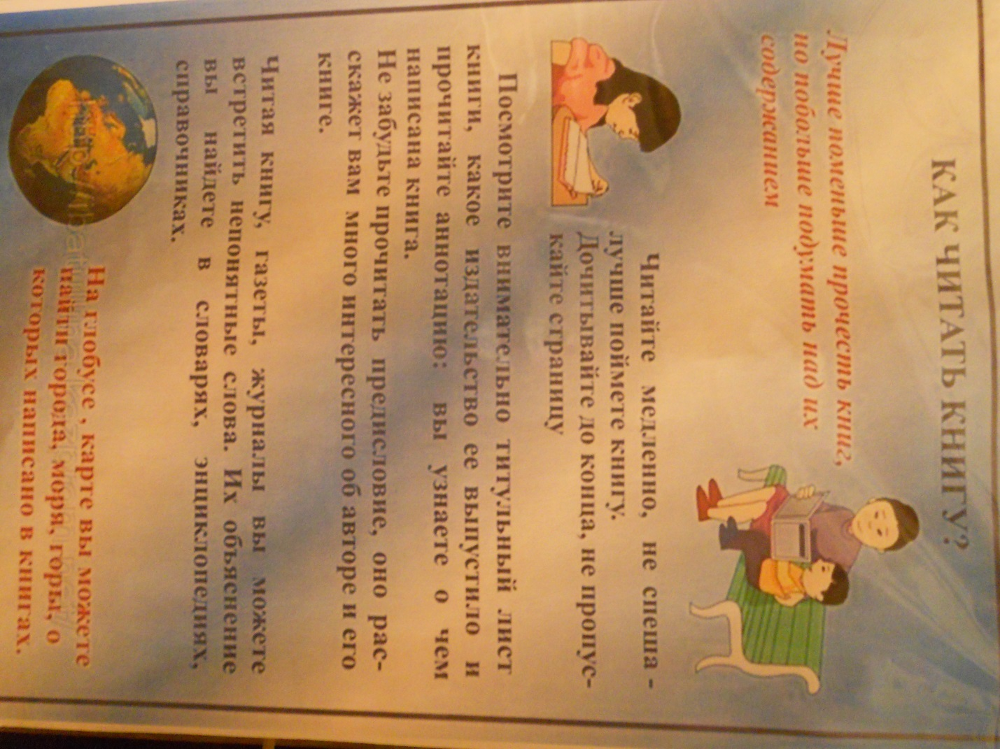 КАК ЧИТАТЬ КНИГУ?
Лучше поменьше прочесть книг,
но побольше подумать над их
содержанием
Читайте медленно, не спеша -
лучше поймете книгу.
Дочитывайте до конца, не пропус-
кайте страницу
Посмотрите внимательно титульный лист
книги, какое издательство ее выпустило и
прочитайте аннотацию: вы узнаете о чем
написана книга.
Не забудьте прочитать предисловие, оно рас-
скажет вам много интересного об авторе и его
книге.
Читая книгу, газеты, журналы вы можете
встретить непонятные слова. Их объяснение
вы найдете в словарях, энциклопедиях,
справочниках.
На глобусе , карте вы можете
найти города, моря, горы, о
которых написано в книгах.